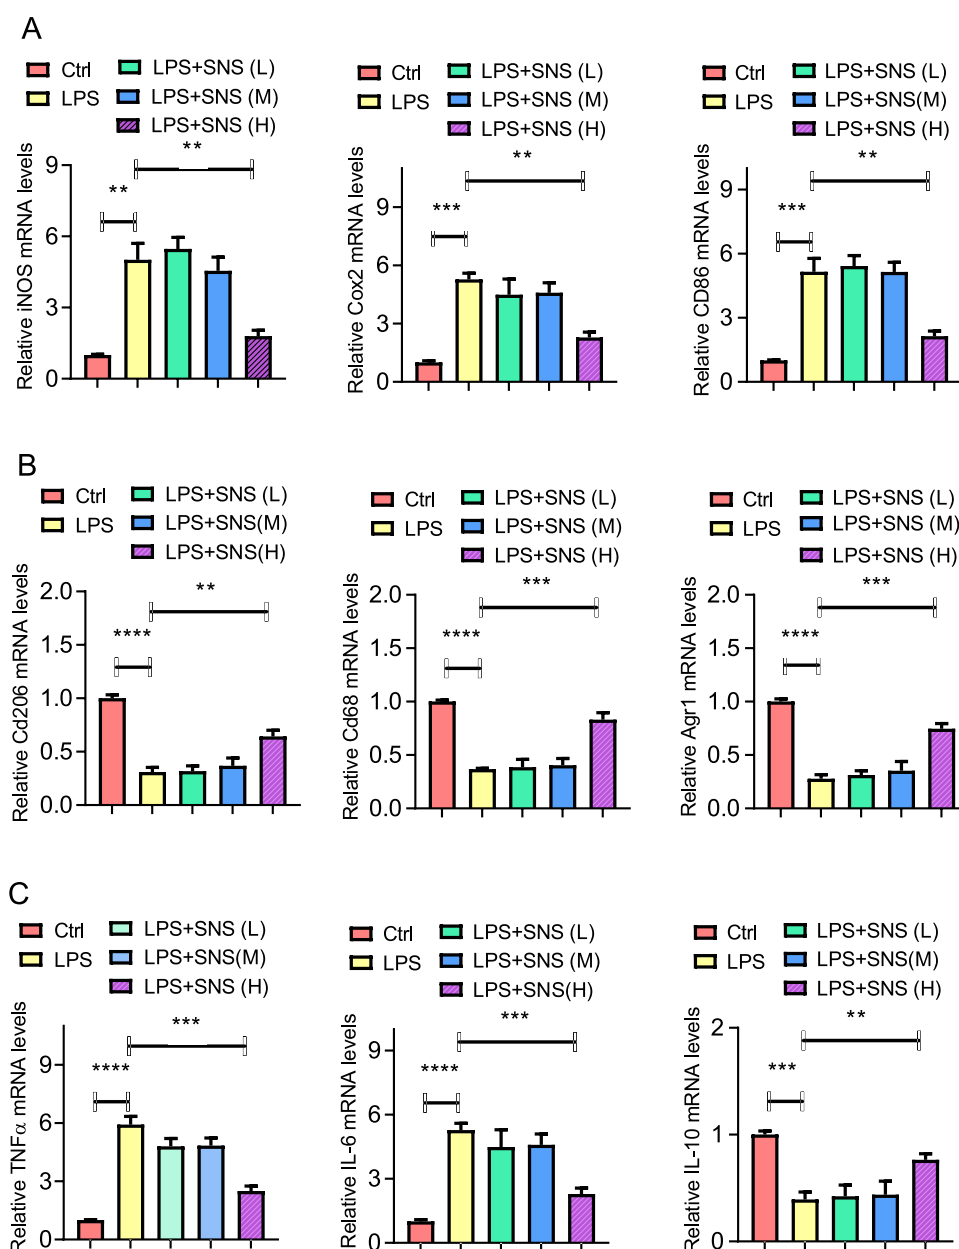 A
Ctrl
LPS
LPS+SNS (L)
LPS+SNS (M)
LPS+SNS (H)
**
**
Relative iNOS mRNA levels
9
6
3
0
Ctrl
LPS
LPS+SNS (L)
LPS+SNS (M)
LPS+SNS (H)
**
***
Relative Cox2 mRNA levels
9
6
3
0
Ctrl
LPS
LPS+SNS (L)
LPS+SNS(M)
LPS+SNS (H)
**
***
Relative CD86 mRNA levels
9
6
3
0
B
Ctrl
LPS
LPS+SNS (L)
LPS+SNS(M)
LPS+SNS(H)
**
****
Relative Cd206 mRNA levels
2.0
1.5
1.0
0.5
0.0
Ctrl
LPS
LPS+SNS (L)
LPS+SNS (M)
LPS+SNS (H)
***
****
Relative Cd68 mRNA levels
2.0
1.5
1.0
0.5
0.0
Ctrl
LPS
LPS+SNS (L)
LPS+SNS (M)
LPS+SNS (H)
***
****
Relative Agr1 mRNA levels
2.0
1.5
1.0
0.5
0.0
C
Ctrl
LPS
LPS+SNS (L)
LPS+SNS(M)
LPS+SNS (H)
***
****
Relative TNFα mRNA levels
9
6
3
0
Ctrl
LPS
LPS+SNS (L)
LPS+SNS (M)
LPS+SNS(H)
***
****
Relative IL-6 mRNA levels
9
6
3
0
Ctrl
LPS
LPS+SNS (L)
LPS+SNS(M)
LPS+SNS (H)
**
***
Relative IL-10 mRNA levels
2
1
0